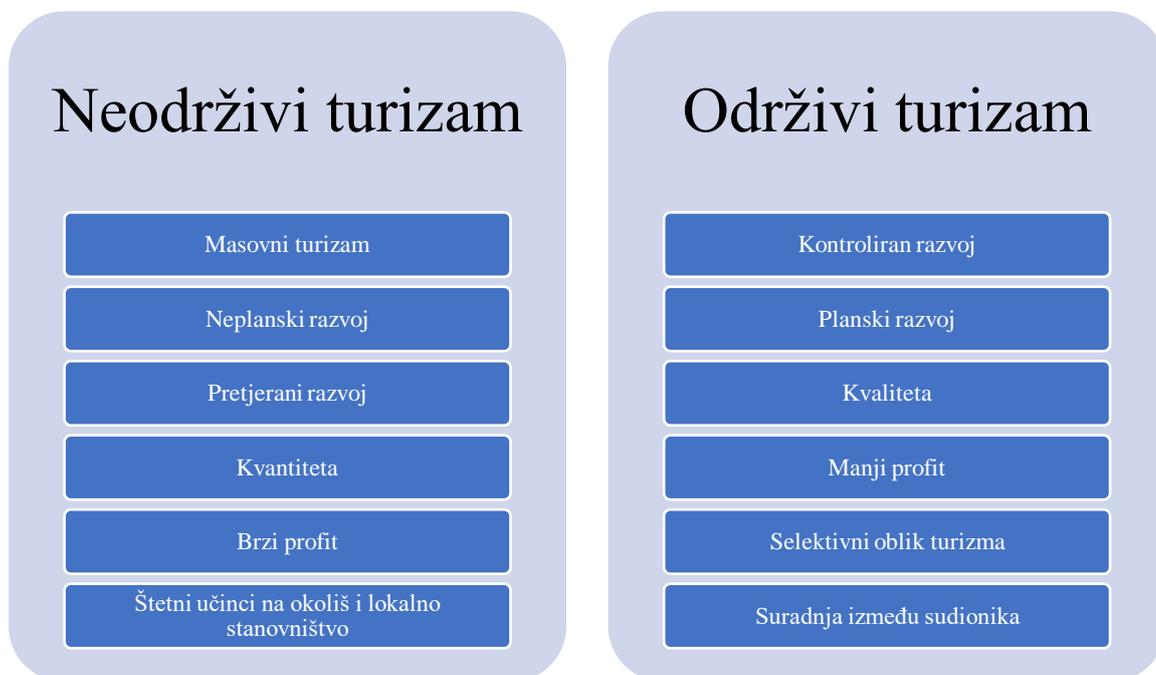 Neodrživi turizam
Masovni turizam
Neplanski razvoj
Pretjerani razvoj
Kvantiteta
Brzi profit
Štetni učinci na okoliš i lokalno
stanovništvo
Održivi turizam
Kontroliran razvoj
Planski razvoj
Kvaliteta
Manji profit
Selektivni oblik turizma
Suradnja između sudionika